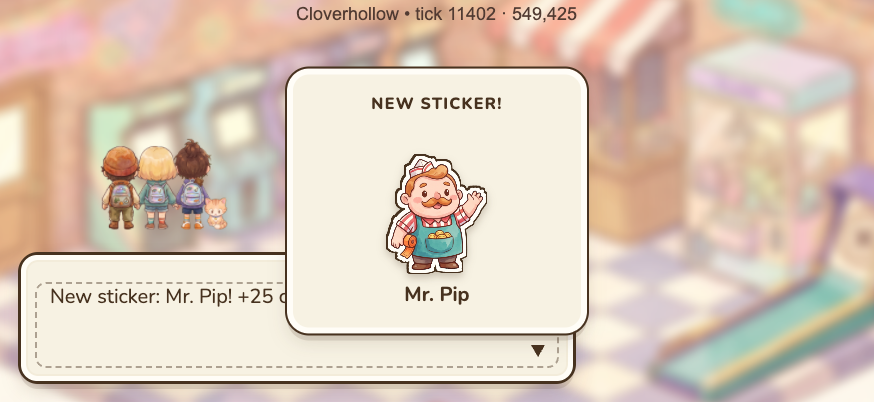 Cloverhollow • tick 11402 · 549,425
NEW STICKER!
Mr. Pip
New sticker: Mr. Pip! +25